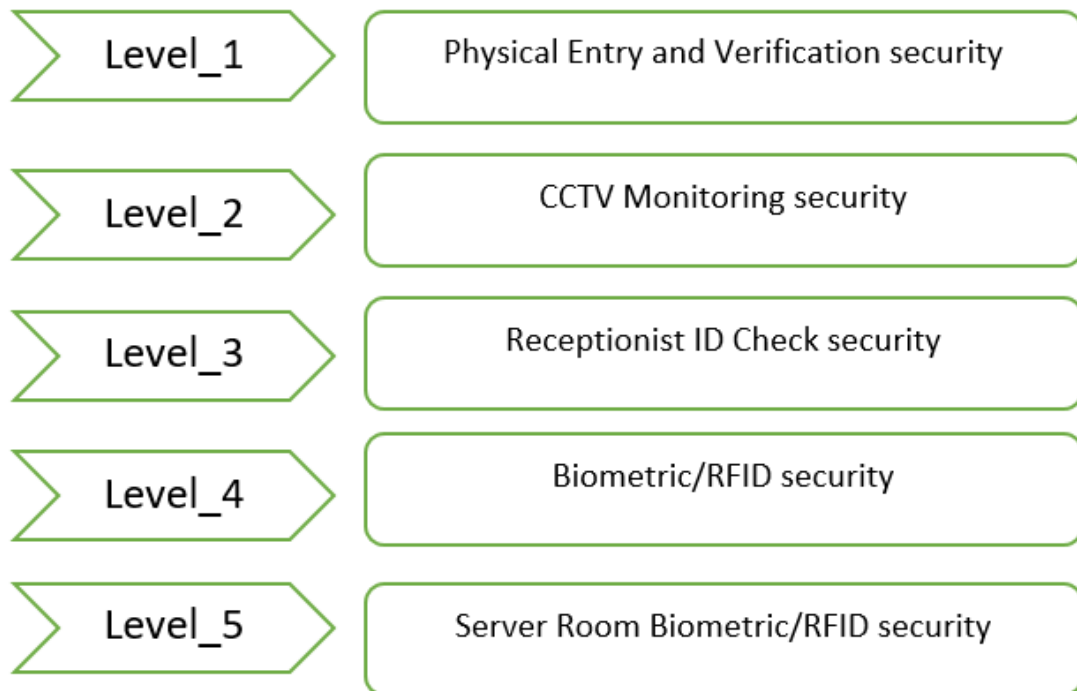 Level_1
Physical Entry and Verification security
Level_2
CCTV Monitoring security
Level_3
Receptionist ID Check security
Level_4
Biometric/RFID security
Level_5
Server Room Biometric/RFID security